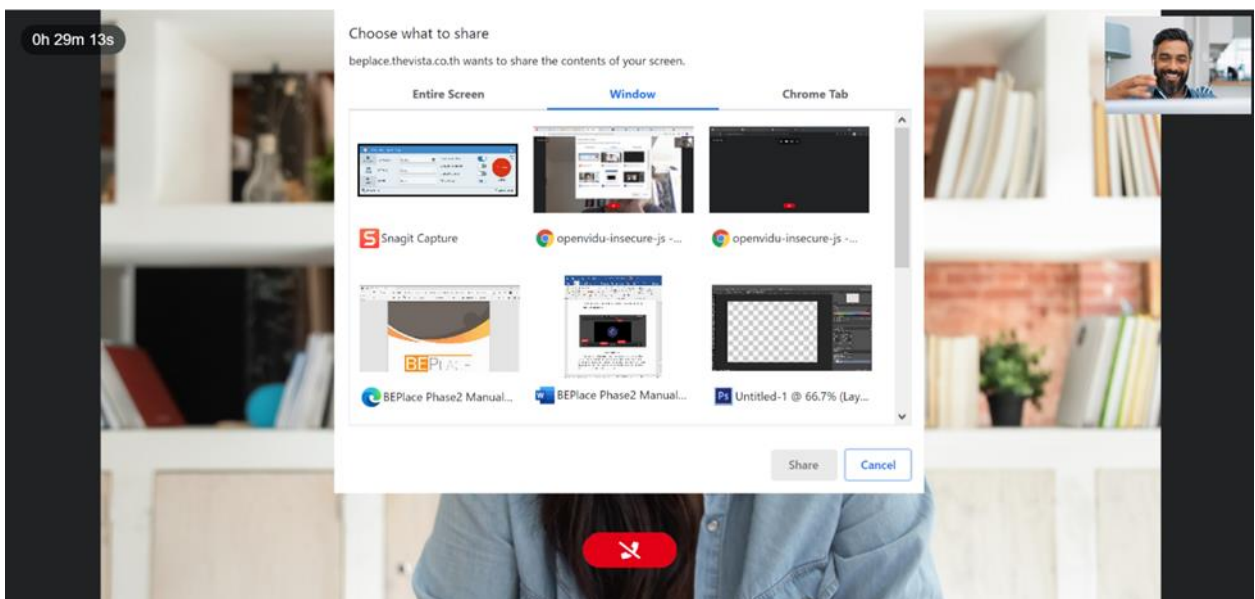 0h 29m 13s
Choose what to share
beplace.thevista.co.th wants to share the contents of your screen.
Entire Screen
Window
Chrome Tab
Snagit Capture
openvidu-insecure-js -...
openvidu-insecure-js -...
BEPlace Phase2 Manual...
BEPlace Phase2 Manual...
Ps
Untitled-1 @ 66.7% (Lay...
Share
Cancel